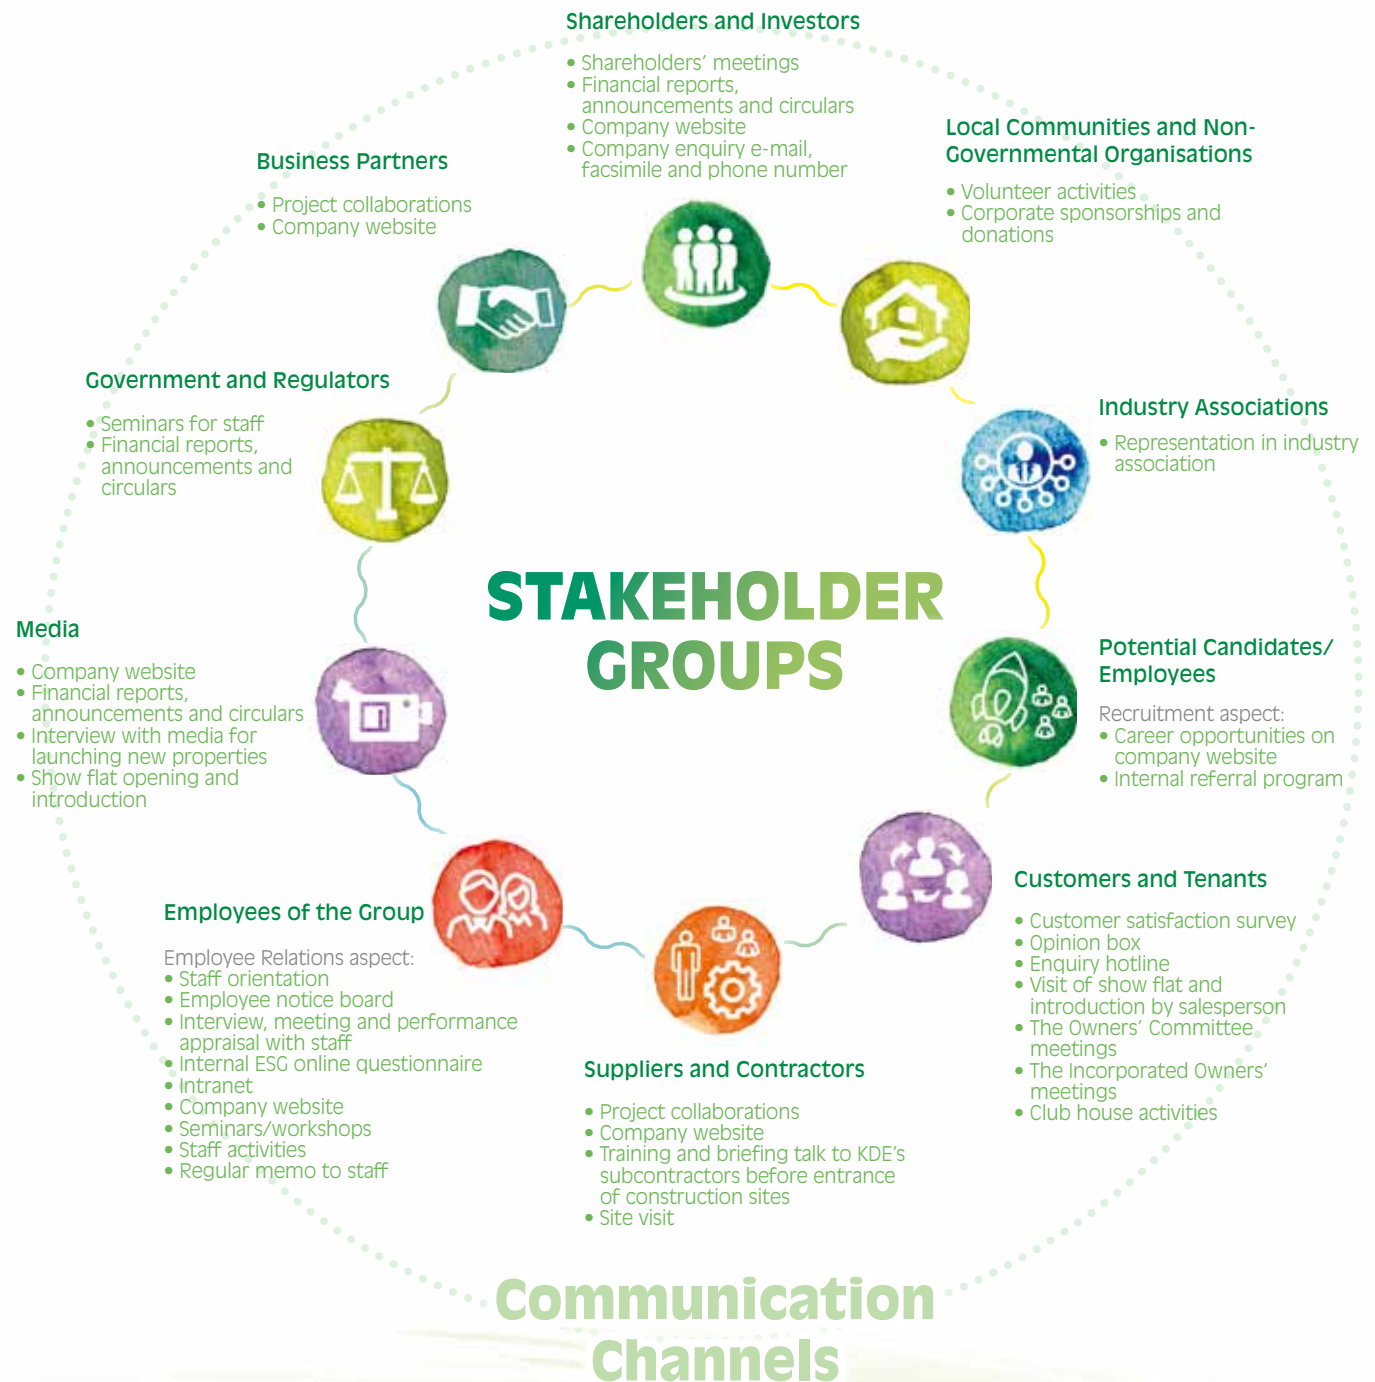 Shareholders and Investors
• Shareholders’ meetings
• Financial reports,
announcements and circulars
• Company website
• Company enquiry e-mail,
facsimile and phone number
Local Communities and Non-
Governmental Organisations
• Volunteer activities
• Corporate sponsorships and
donations
Business Partners
• Project collaborations
• Company website
Government and Regulators
• Seminars for staff
• Financial reports,
announcements and
circulars
Industry Associations
• Representation in industry
association
STAKEHOLDER
GROUPS
Media
• Company website
• Financial reports,
announcements and circulars
• Interview with media for
launching new properties
• Show flat opening and
introduction
Potential Candidates/
Employees
Recruitment aspect:
• Career opportunities on
company website
• Internal referral program
Customers and Tenants
• Customer satisfaction survey
• Opinion box
• Enquiry hotline
• Visit of show flat and
introduction by salesperson
• The Owners’ Committee
meetings
• The Incorporated Owners’
meetings
• Club house activities
Employees of the Group
Employee Relations aspect:
• Staff orientation
• Employee notice board
• Interview, meeting and performance
appraisal with staff
• Internal ESG online questionnaire
• Intranet
• Company website
• Seminars/workshops
• Staff activities
• Regular memo to staff
Suppliers and Contractors
• Project collaborations
• Company website
• Training and briefing talk to KDE’s
subcontractors before entrance
of construction sites
• Site visit
Communication
Channels